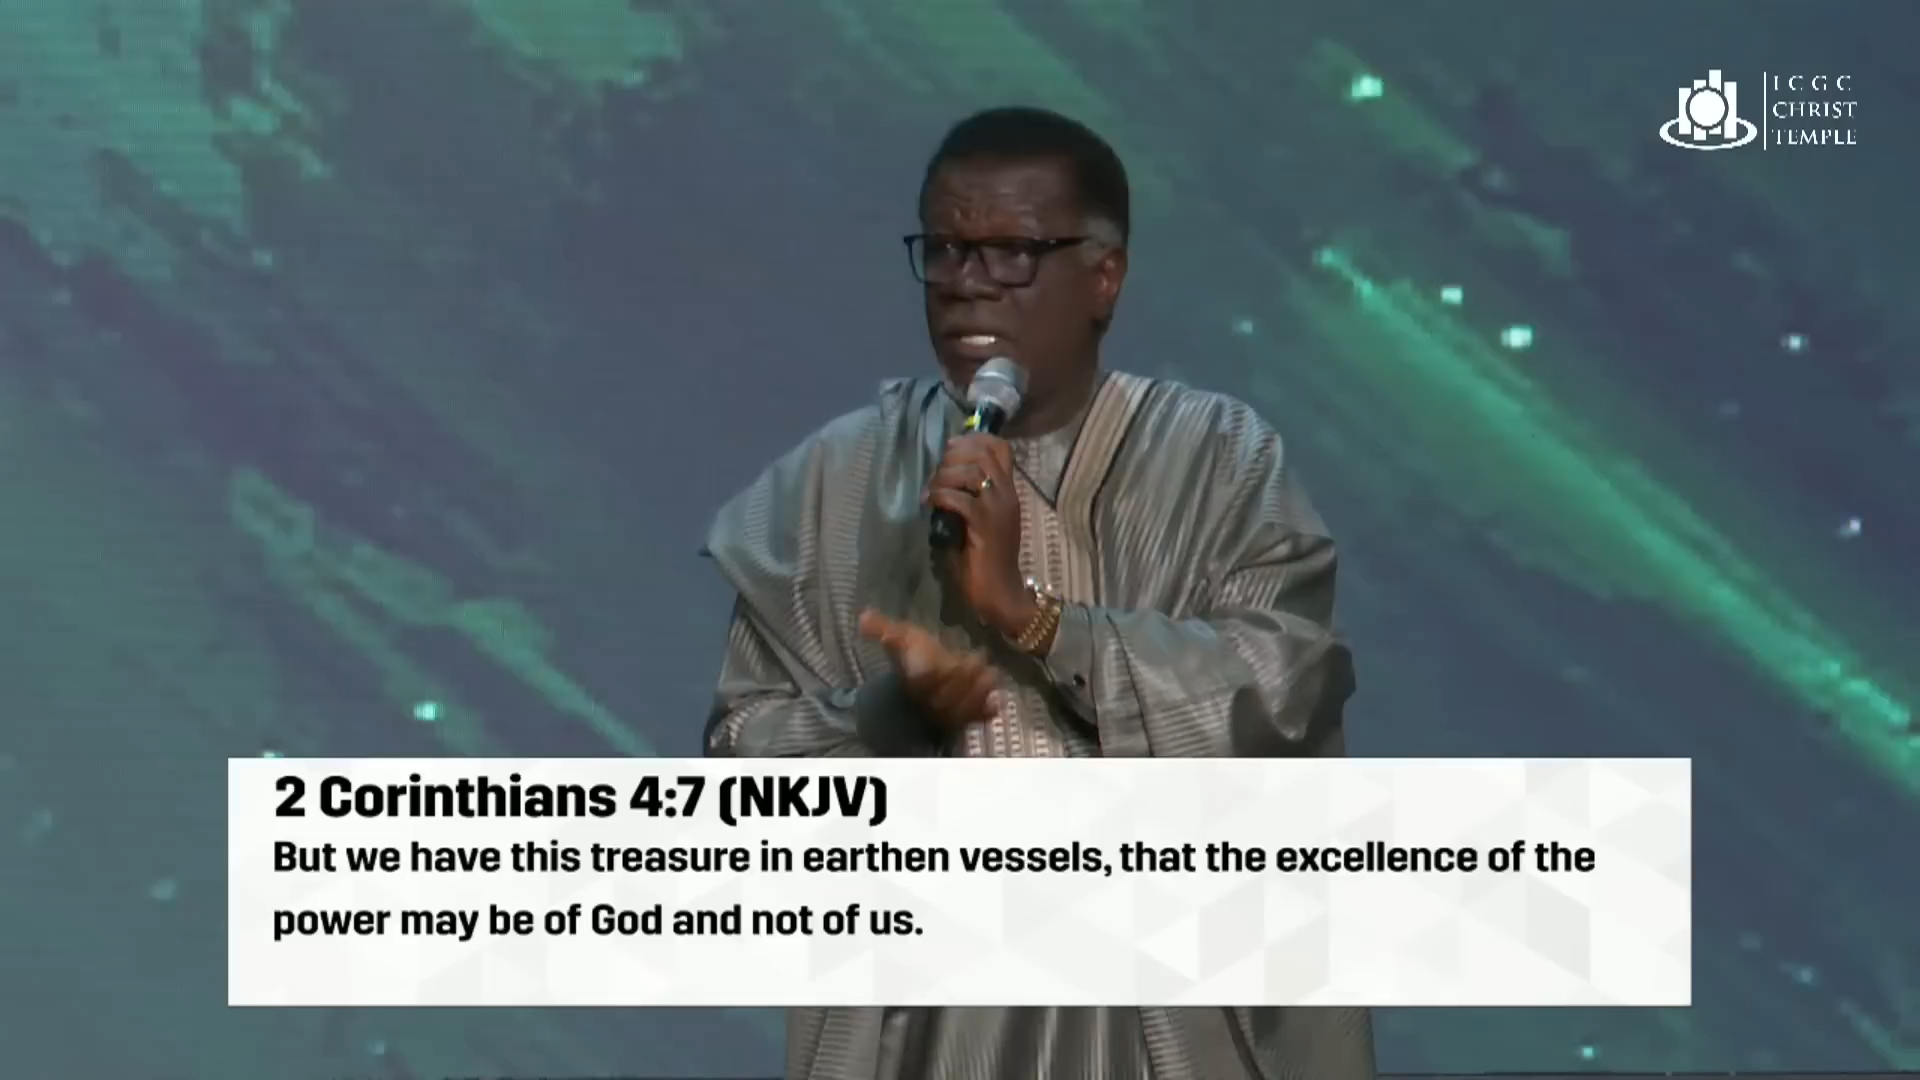 I C G C
CHRIST
TEMPLE
2 Corinthians 4:7 (NKJV)
But we have this treasure in earthen vessels, that the excellence of the
power may be of God and not of us.